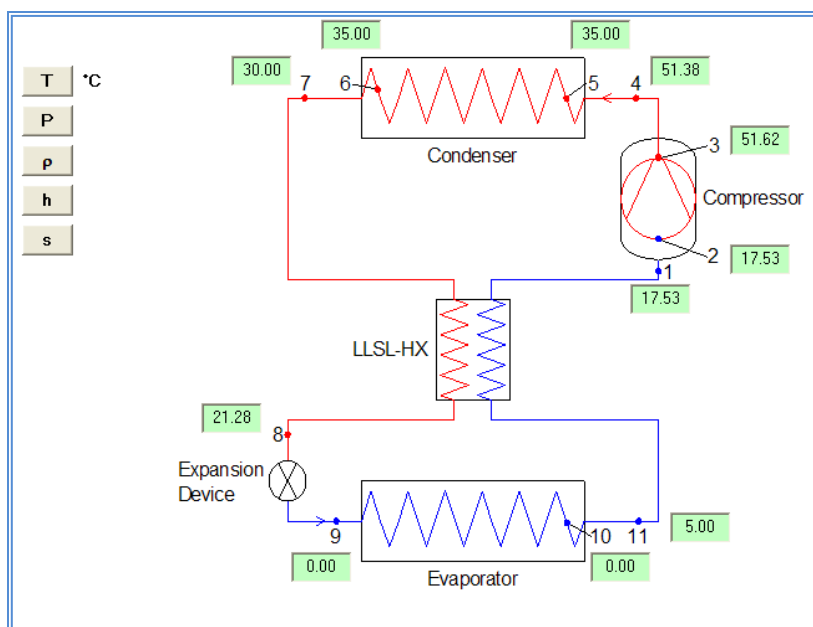 35.00 35.00
T °C 30.00 7 6 5 4 51.38
P
Condenser 3 51.62
ρ
Compressor
h
s 2 17.53
1
17.53
LLSL-HX
21.28 8
Expansion
Device
9 10 11 5.00
0.00 Evaporator 0.00